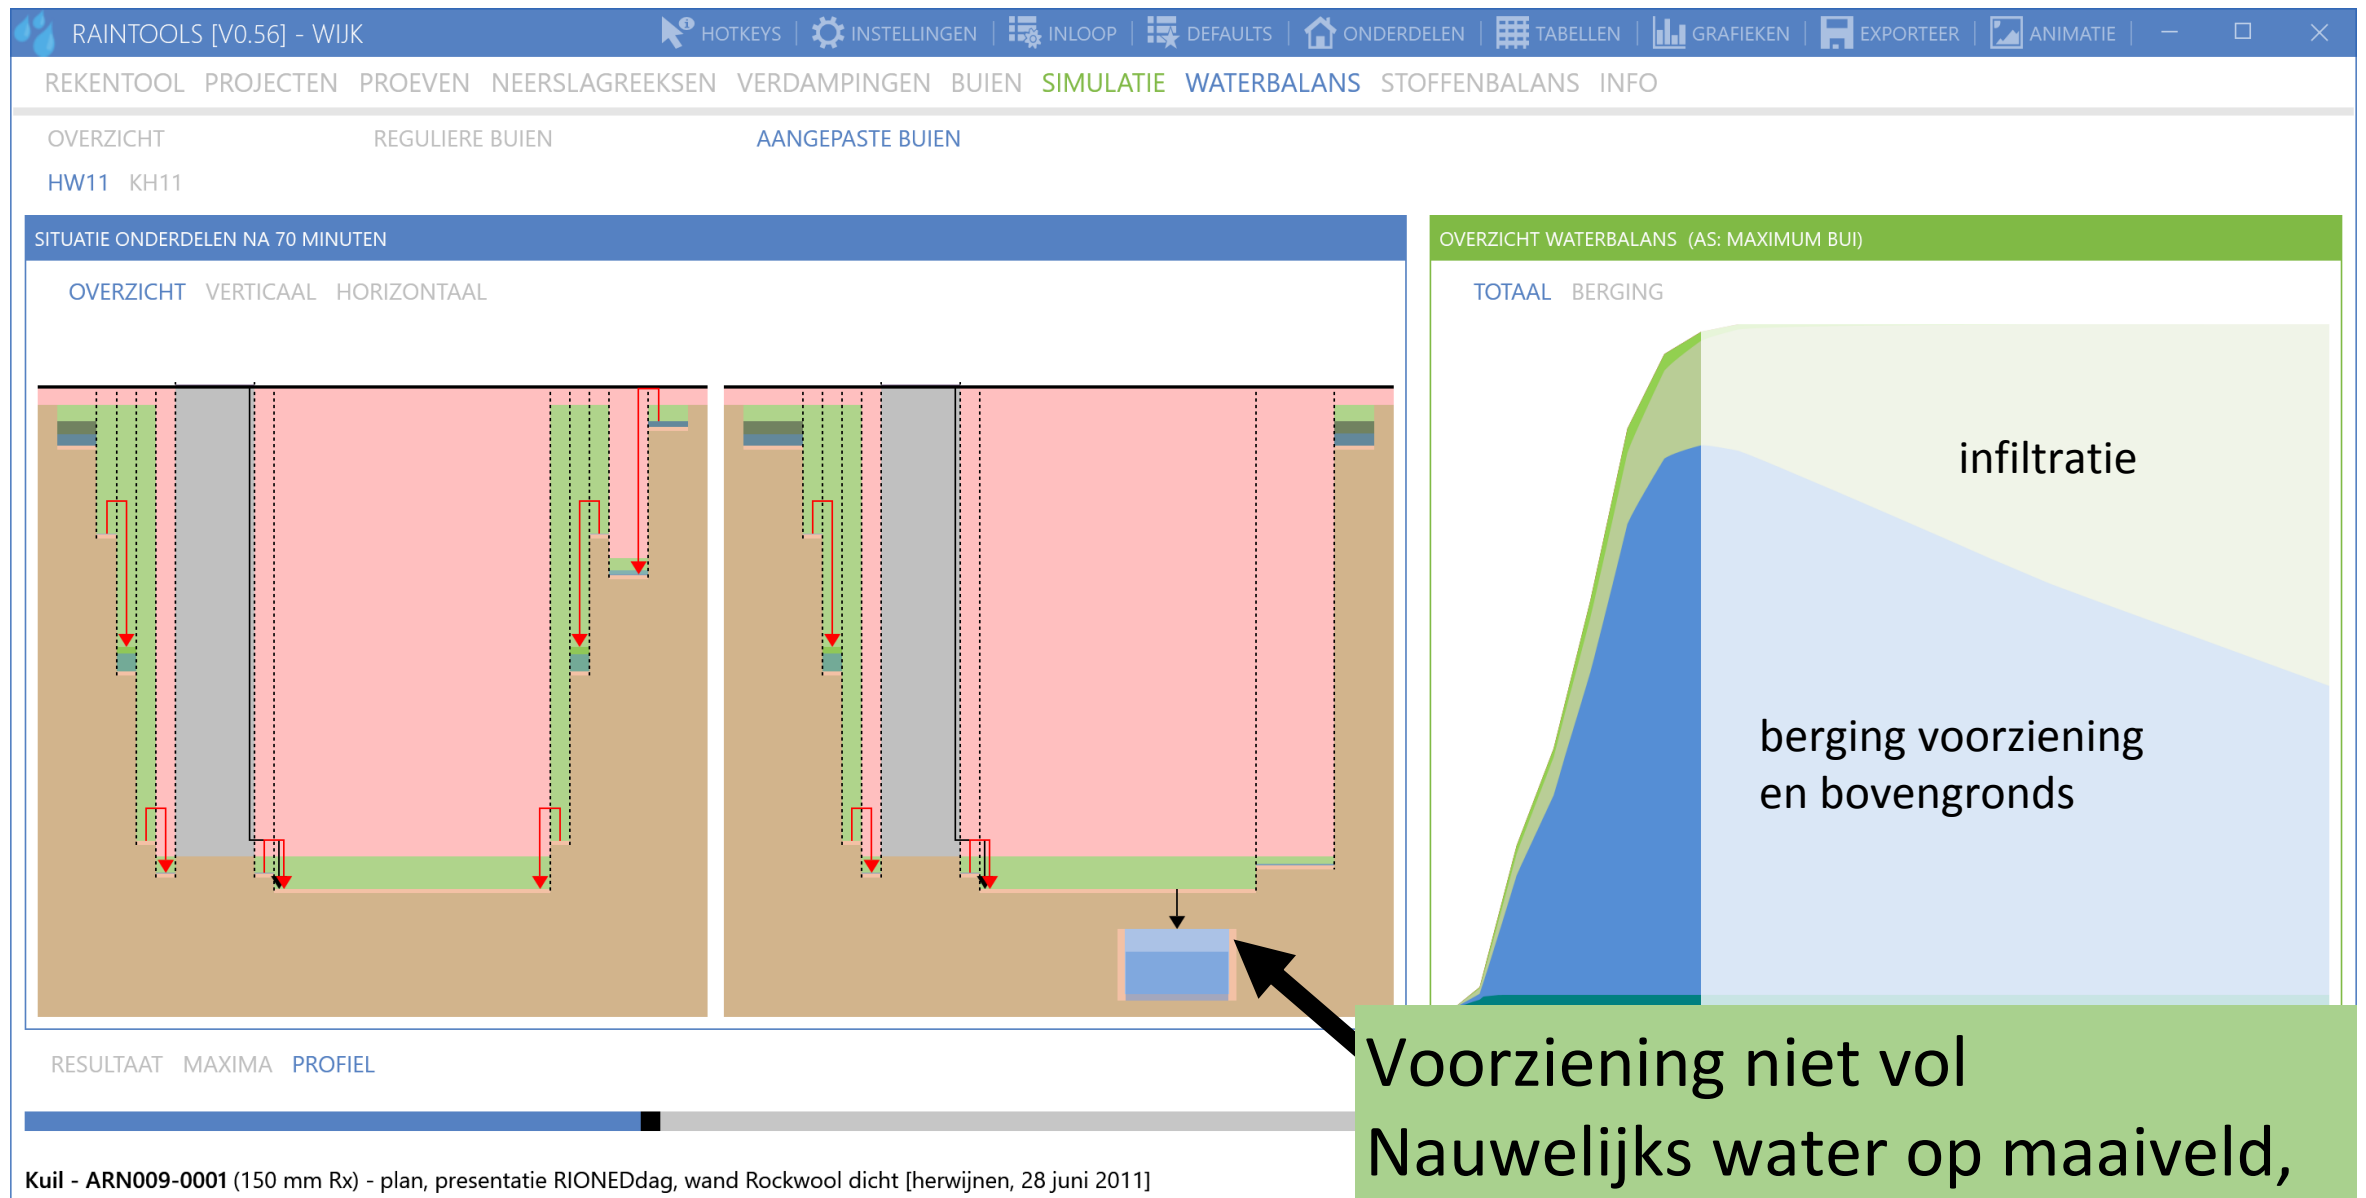 RAINTOOLS [V0.56] - WIJK
HOTKEYS
INSTELLINGEN
INLOOP
DEFAULTS
ONDERDELEN
TABELLEN
GRAFIEKEN
EXPORTEER
ANIMATIE
REKENTOOL PROJECTEN PROEVEN NEERSLAGREEKSEN VERDAMPINGEN BUIEN SIMULATIE WATERBALANS STOFFENBALANS INFO
OVERZICHT REGULIERE BUIEN AANGEPASTE BUIEN
HW11 KH11
SITUATIE ONDERDELEN NA 70 MINUTEN
OVERZICHT VERTICAAL HORIZONTAAL
OVERZICHT WATERBALANS (AS: MAXIMUM BUI)
TOTAAL BERGING
infiltratie
berging voorziening
en bovengronds
RESULTAAT MAXIMA PROFIEL
Voorziening niet vol
Nauwelijks water op maaiveld,
Kuil - ARN009-0001 (150 mm Rx) - plan, presentatie RIONEDdag, wand Rockwool dicht [herwijnen, 28 juni 2011]